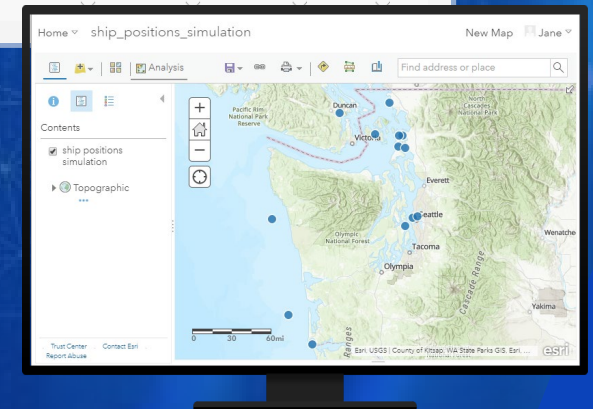 Home ship_positions_simulation New Map Jane
Analysis Find address or place
Contents
ship positions
simulation
Topographic
Trust Center Contact Esri
Report Abuse
+
−
Pacific Rim
National Park
Reserve
Duncan
North
Cascades
National Park
Victoria
Everett
Seattle
Olympic
National Forest
Tacoma
Olympia
Wenatche
Cascade Range
Yakima
Ranges
0 30 60mi
Esri, USGS | County of Kitsap, WA State Parks GIS, Esri, ...
esri